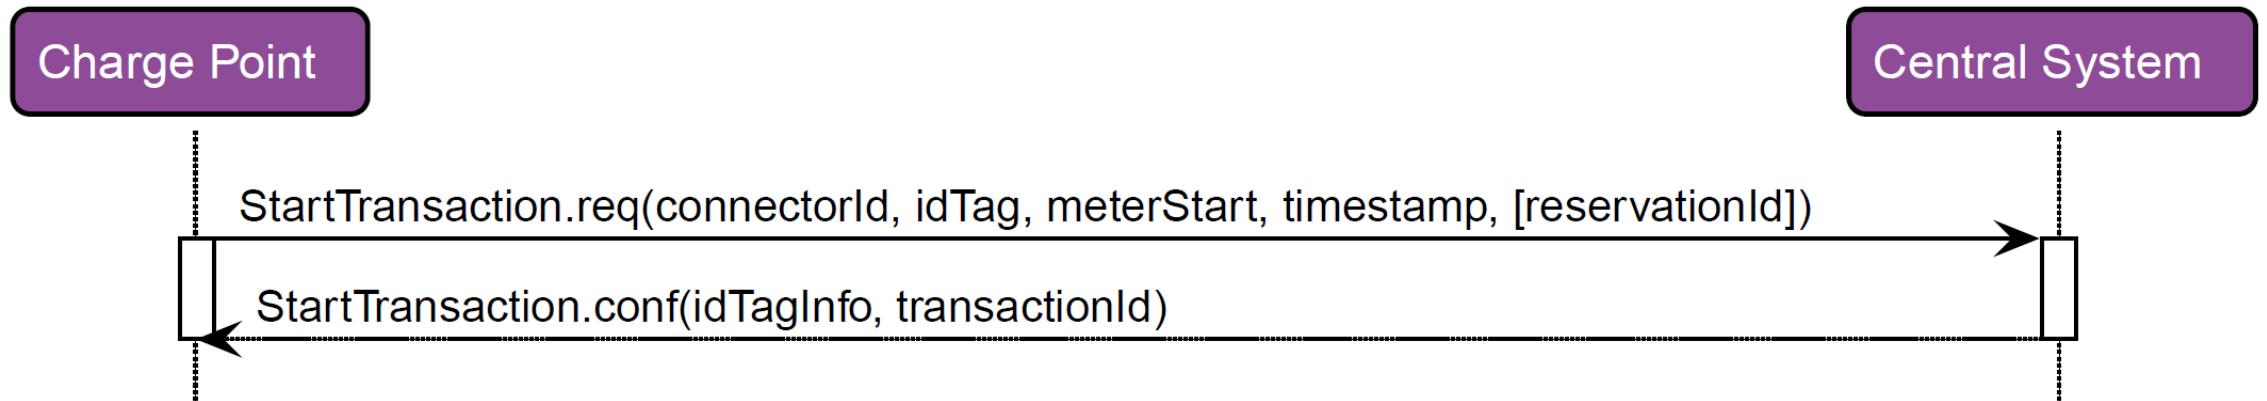 Charge Point
Central System
StartTransaction.req(connectorId, idTag, meterStart, timestamp, [reservationId])
StartTransaction.conf(idTagInfo, transactionId)